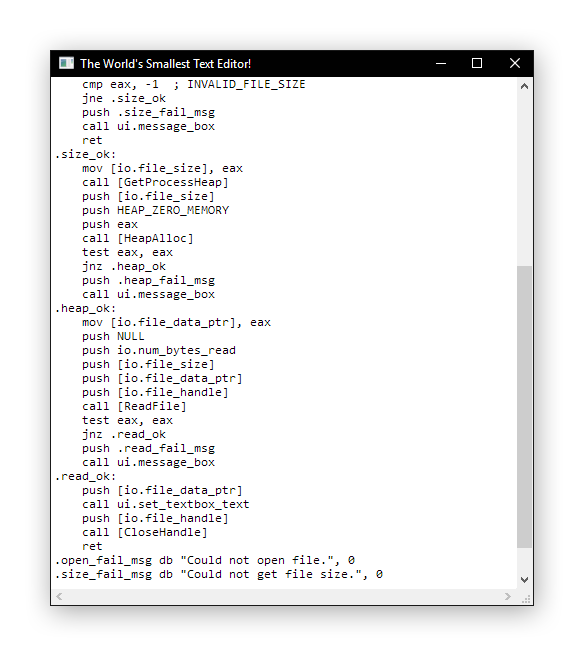 The World's Smallest Text Editor!
    cmp eax, -1  ; INVALID_FILE_SIZE
    jne .size_ok
    push .size_fail_msg
    call ui.message_box
    ret
.size_ok:
    mov [io.file_size], eax
    call [GetProcessHeap]
    push [io.file_size]
    push HEAP_ZERO_MEMORY
    push eax
    call [HeapAlloc]
    test eax, eax
    jnz .heap_ok
    push .heap_fail_msg
    call ui.message_box
.heap_ok:
    mov [io.file_data_ptr], eax
    push NULL
    push io.num_bytes_read
    push [io.file_size]
    push [io.file_data_ptr]
    push [io.file_handle]
    call [ReadFile]
    test eax, eax
    jnz .read_ok
    push .read_fail_msg
    call ui.message_box
.read_ok:
    push [io.file_data_ptr]
    call ui.set_textbox_text
    push [io.file_handle]
    call [CloseHandle]
    ret
.open_fail_msg db "Could not open file.", 0
.size_fail_msg db "Could not get file size.", 0